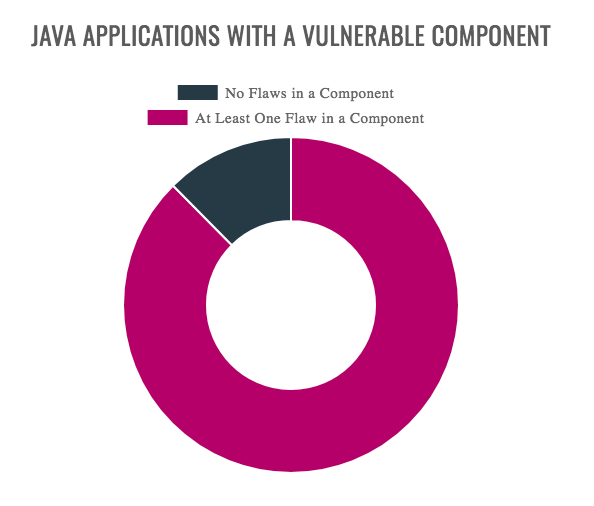 JAVA APPLICATIONS WITH A VULNERABLE COMPONENT
No Flaws in a Component
At Least One Flaw in a Component